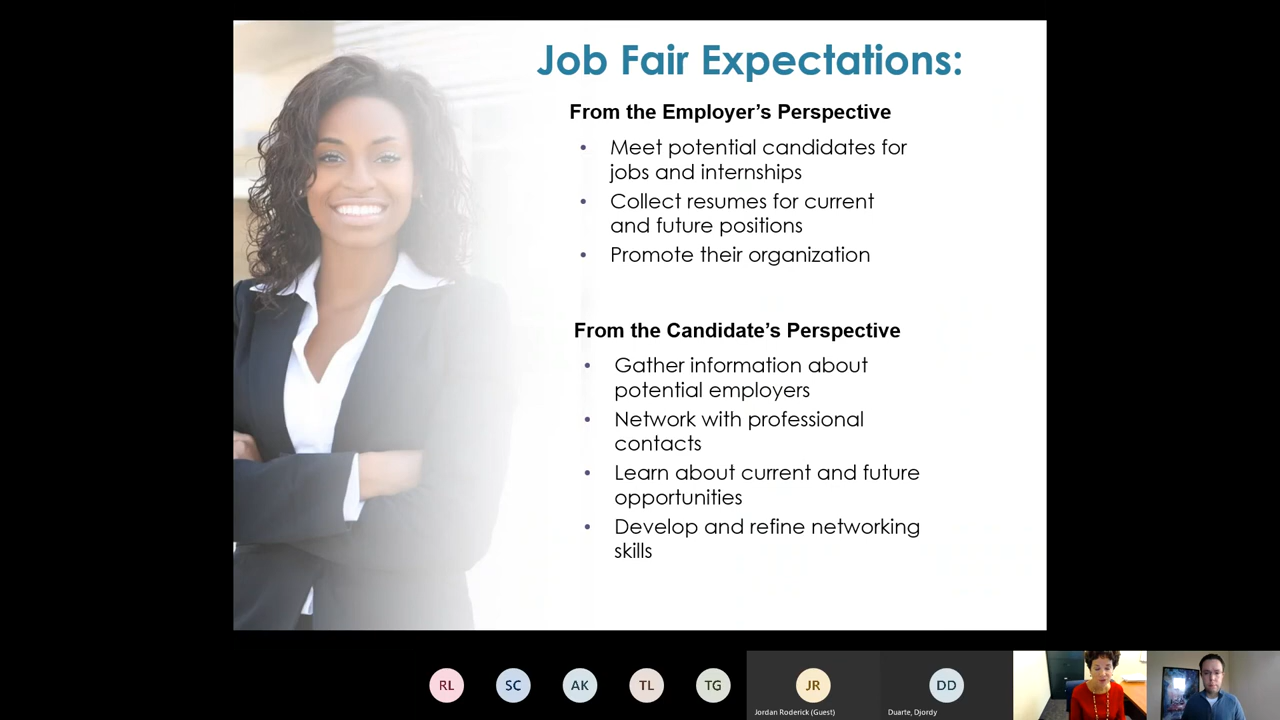 Job Fair Expectations:
From the Employer's Perspective
• Meet potential candidates for
jobs and internships
• Collect resumes for current
and future positions
• Promote their organization
From the Candidate's Perspective
• Gather information about
potential employers
• Network with professional
contacts
• Learn about current and future
opportunities
• Develop and refine networking
skills
RL
SC
AK
TL
TG
JR
DD
Jordan Roderick (Guest)
Duarte, Djordy